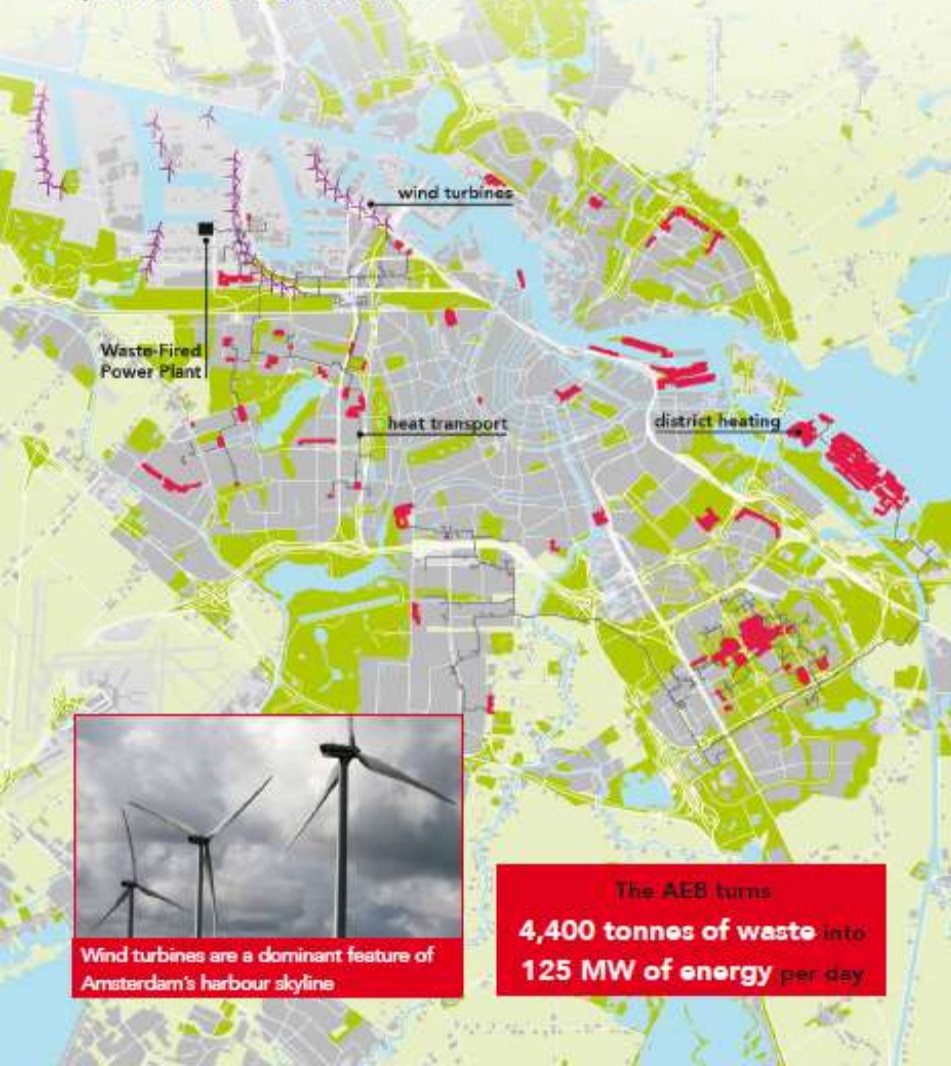 wind turbines
Waste-Fired
Power Plant
heat transport
district heating
Wind turbines are a dominant feature of
Amsterdam's harbour skyline
The AEB turns
4,400 tonnes of waste into
125 MW of energy per day